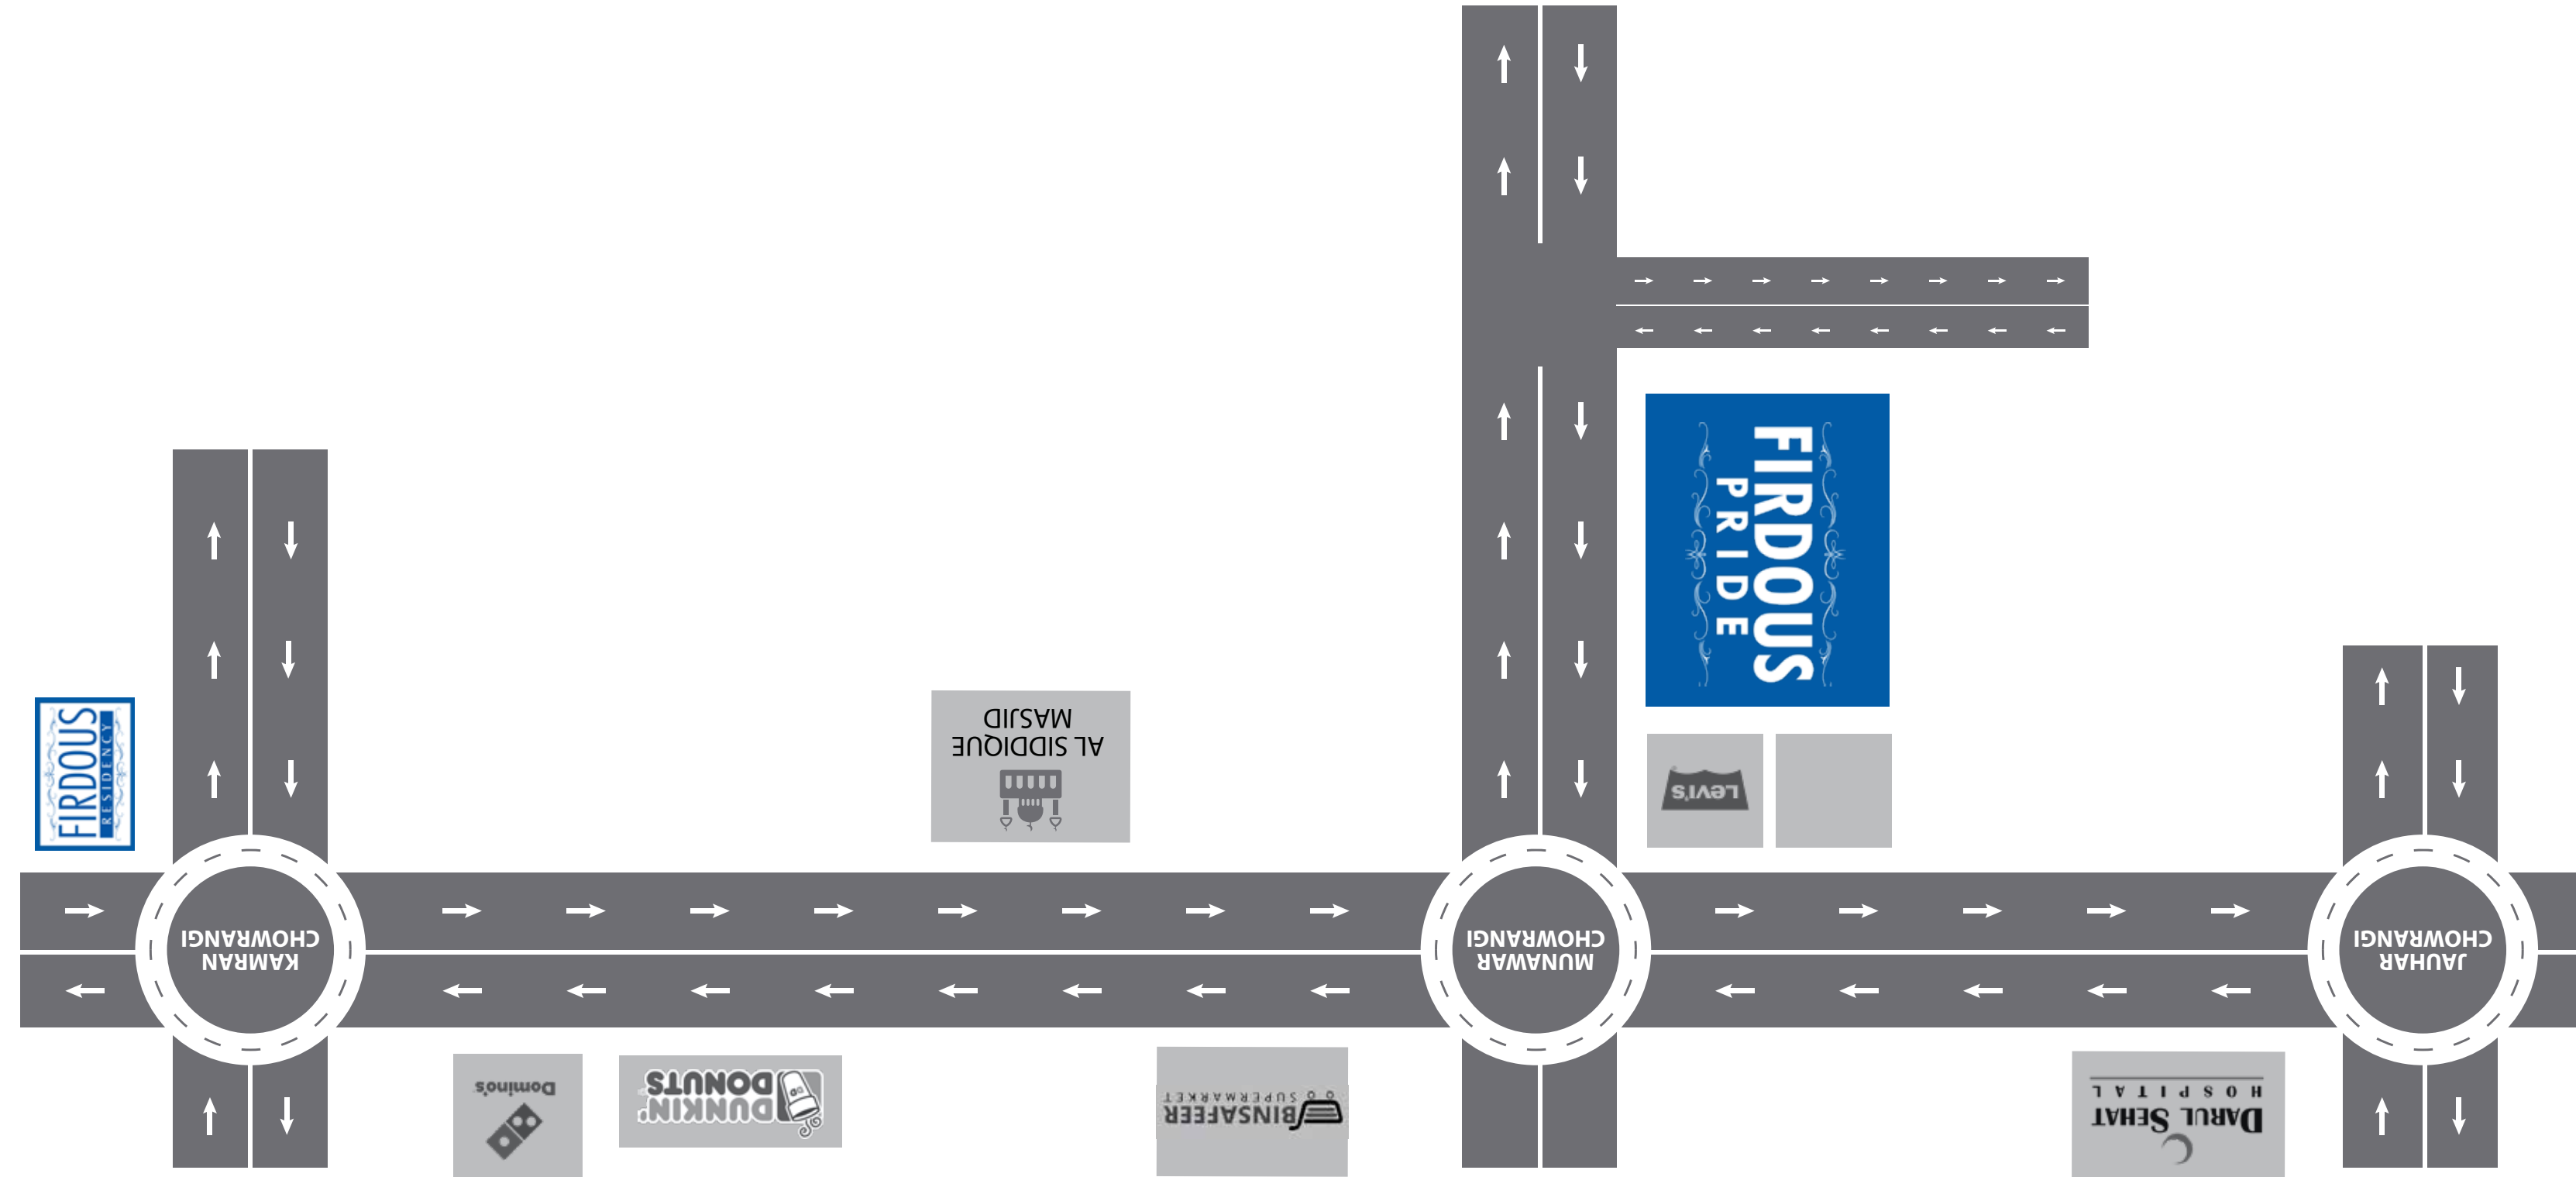 FIRDOUS
PRIDE
FIRDOUS
RESIDENCY
AL SIDDIQUE
MASJID
LEVI'S
KAMRAN
CHOWRANGI
MUNAWAR
CHOWRANGI
JAUHAR
CHOWRANGI
Domino's
DUNKIN'
DONUTS
BINSAFEER
SUPERMARKET
DARUL SEHAT
HOSPITAL